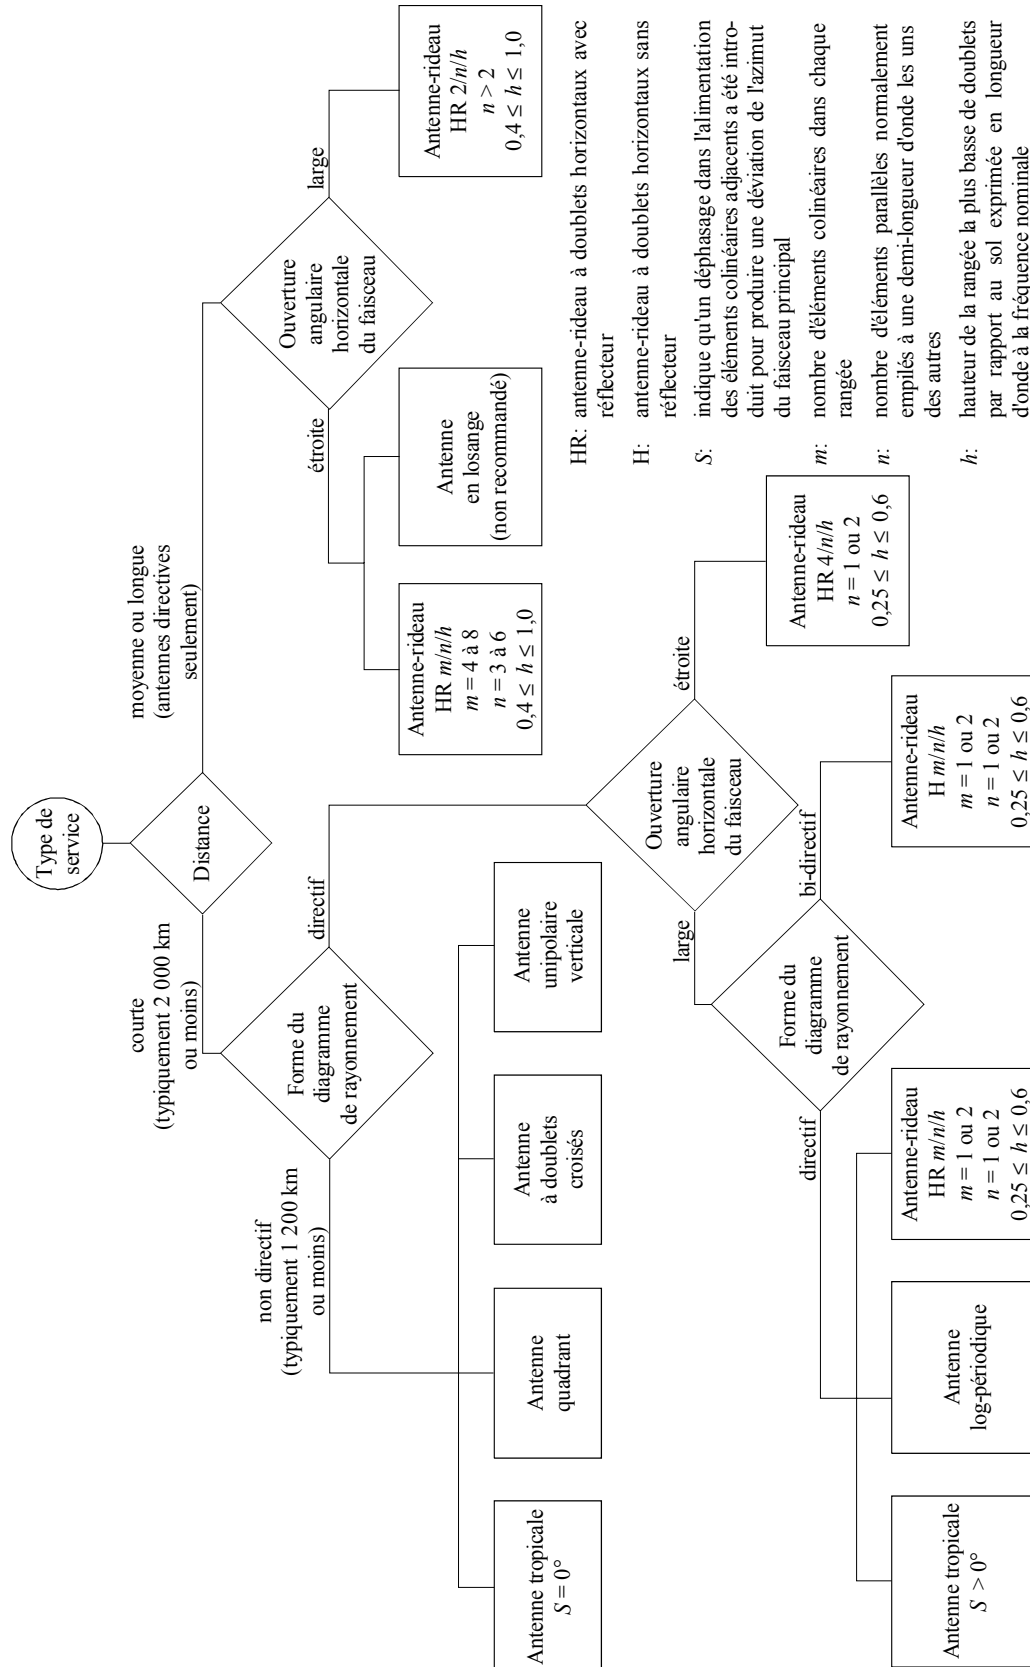 Type de
service
Distance
courte
(typiquement 2 000 km
ou moins)
moyenne ou longue
(antennes directives
seulement)
Forme du
diagramme
de rayonnement
Ouverture
angulaire
horizontale
du faisceau
non directif
(typiquement 1 200 km
ou moins)
directif
étroite
large
Antenne-rideau
HR m/n/h
m = 4 à 8
n = 3 à 6
0,4 ≤ h ≤ 1,0
Antenne
en losange
(non recommandé)
Antenne-rideau
HR 2/n/h
n > 2
0,4 ≤ h ≤ 1,0
Antenne tropicale
S = 0°
Antenne
quadrant
Antenne
à doublets
croisés
Antenne
unipolaire
verticale
Ouverture
angulaire
horizontale
du faisceau
large
étroite
Forme du
diagramme
de rayonnement
Antenne-rideau
HR 4/n/h
n = 1 ou 2
0,25 ≤ h ≤ 0,6
directif
bi-directif
Antenne tropicale
S > 0°
Antenne
log-périodique
Antenne-rideau
HR m/n/h
m = 1 ou 2
n = 1 ou 2
0,25 ≤ h ≤ 0,6
Antenne-rideau
H m/n/h
m = 1 ou 2
n = 1 ou 2
0,25 ≤ h ≤ 0,6
HR: antenne-rideau à doublets horizontaux avec
réflecteur
H: antenne-rideau à doublets horizontaux sans
réflecteur
S: indique qu'un déphasage dans l'alimentation
des éléments colinéaires adjacents a été intro-
duit pour produire une déviation de l'azimut
du faisceau principal
m: nombre d'éléments colinéaires dans chaque
rangée
n: nombre d'éléments parallèles normalement
empilés à une demi-longueur d'onde les uns
des autres
h: hauteur de la rangée la plus basse de doublets
par rapport au sol exprimée en longueur
d'onde à la fréquence nominale